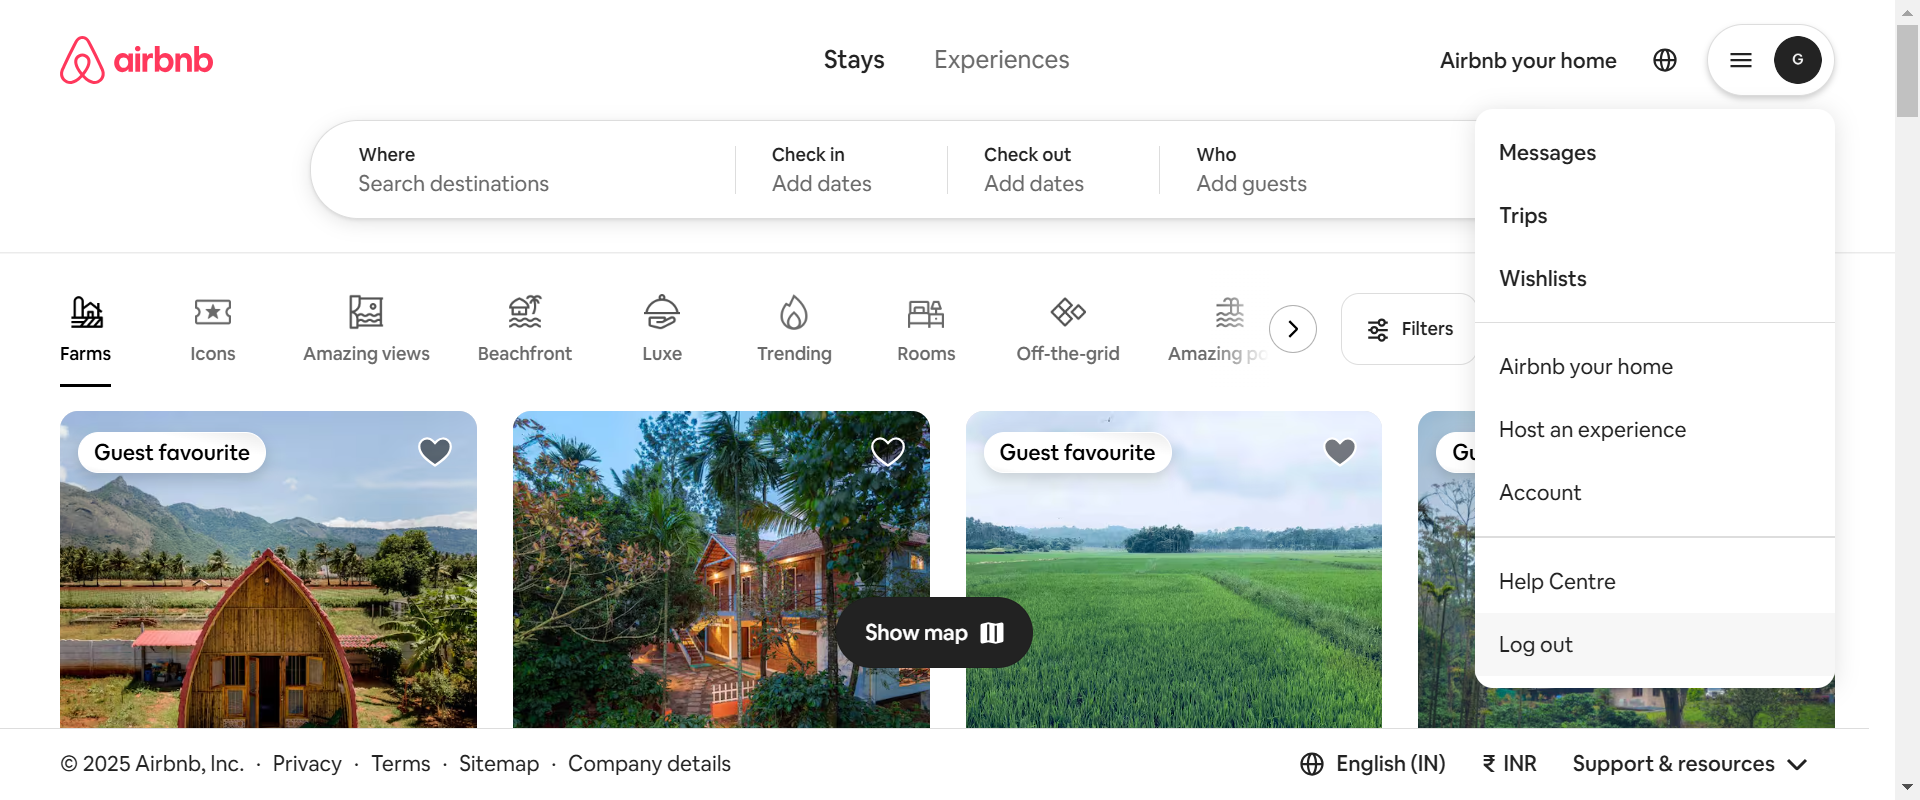 airbnb
Stays
Experiences
Airbnb your home
G
Where
Search destinations
Check in
Add dates
Check out
Add dates
Who
Add guests
Messages
Trips
Wishlists
Airbnb your home
Host an experience
Account
Help Centre
Log out
Farms
Icons
Amazing views
Beachfront
Luxe
Trending
Rooms
Off-the-grid
Amazing
Filters
Guest favourite
Guest favourite
Show map
© 2025 Airbnb, Inc. · Privacy · Terms · Sitemap · Company details
English (IN)
₹ INR
Support & resources